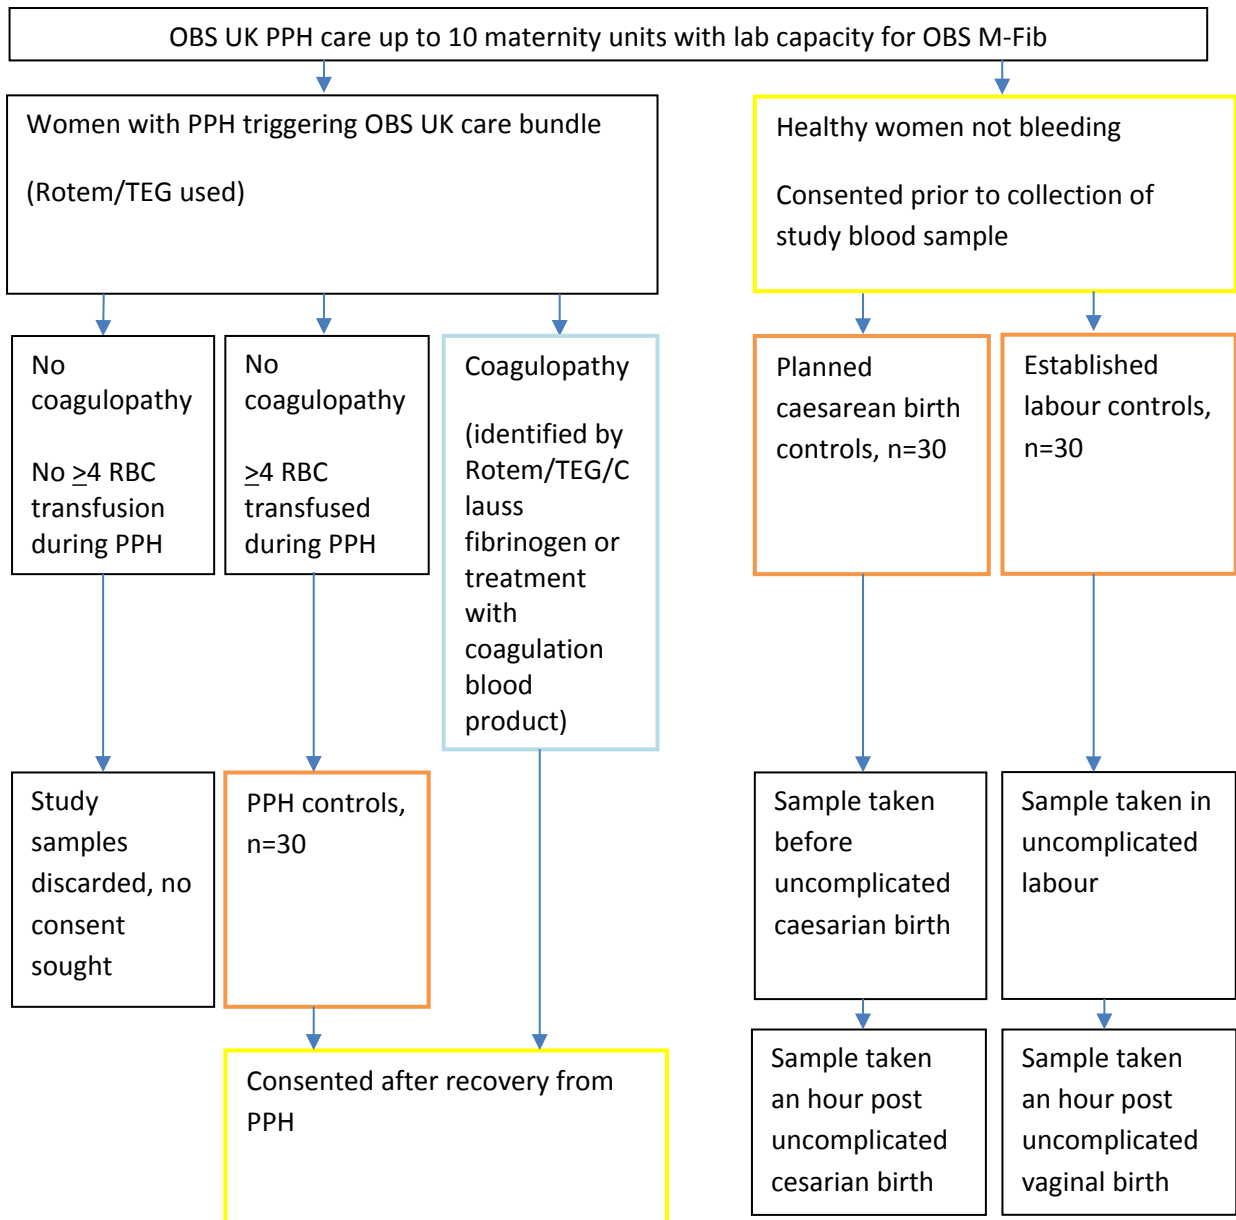 OBS UK PPH care up to 10 maternity units with lab capacity for OBS M-Fib
Women with PPH triggering OBS UK care bundle
(Rotem/TEG used)
Healthy women not bleeding
Consented prior to collection of
study blood sample
No
coagulopathy
No ≥4 RBC
transfusion
during PPH
No
coagulopathy
≥4 RBC
transfused
during PPH
Coagulopathy
(identified by
Rotem/TEG/C
lauss
fibrinogen or
treatment
with
coagulation
blood
product)
Planned
caesarean birth
controls, n=30
Established
labour controls,
n=30
Study
samples
discarded, no
consent
sought
PPH controls,
n=30
Sample taken
before
uncomplicated
caesarian birth
Sample taken in
uncomplicated
labour
Consented after recovery from
PPH
Sample taken
an hour post
uncomplicated
cesarian birth
Sample taken
an hour post
uncomplicated
vaginal birth